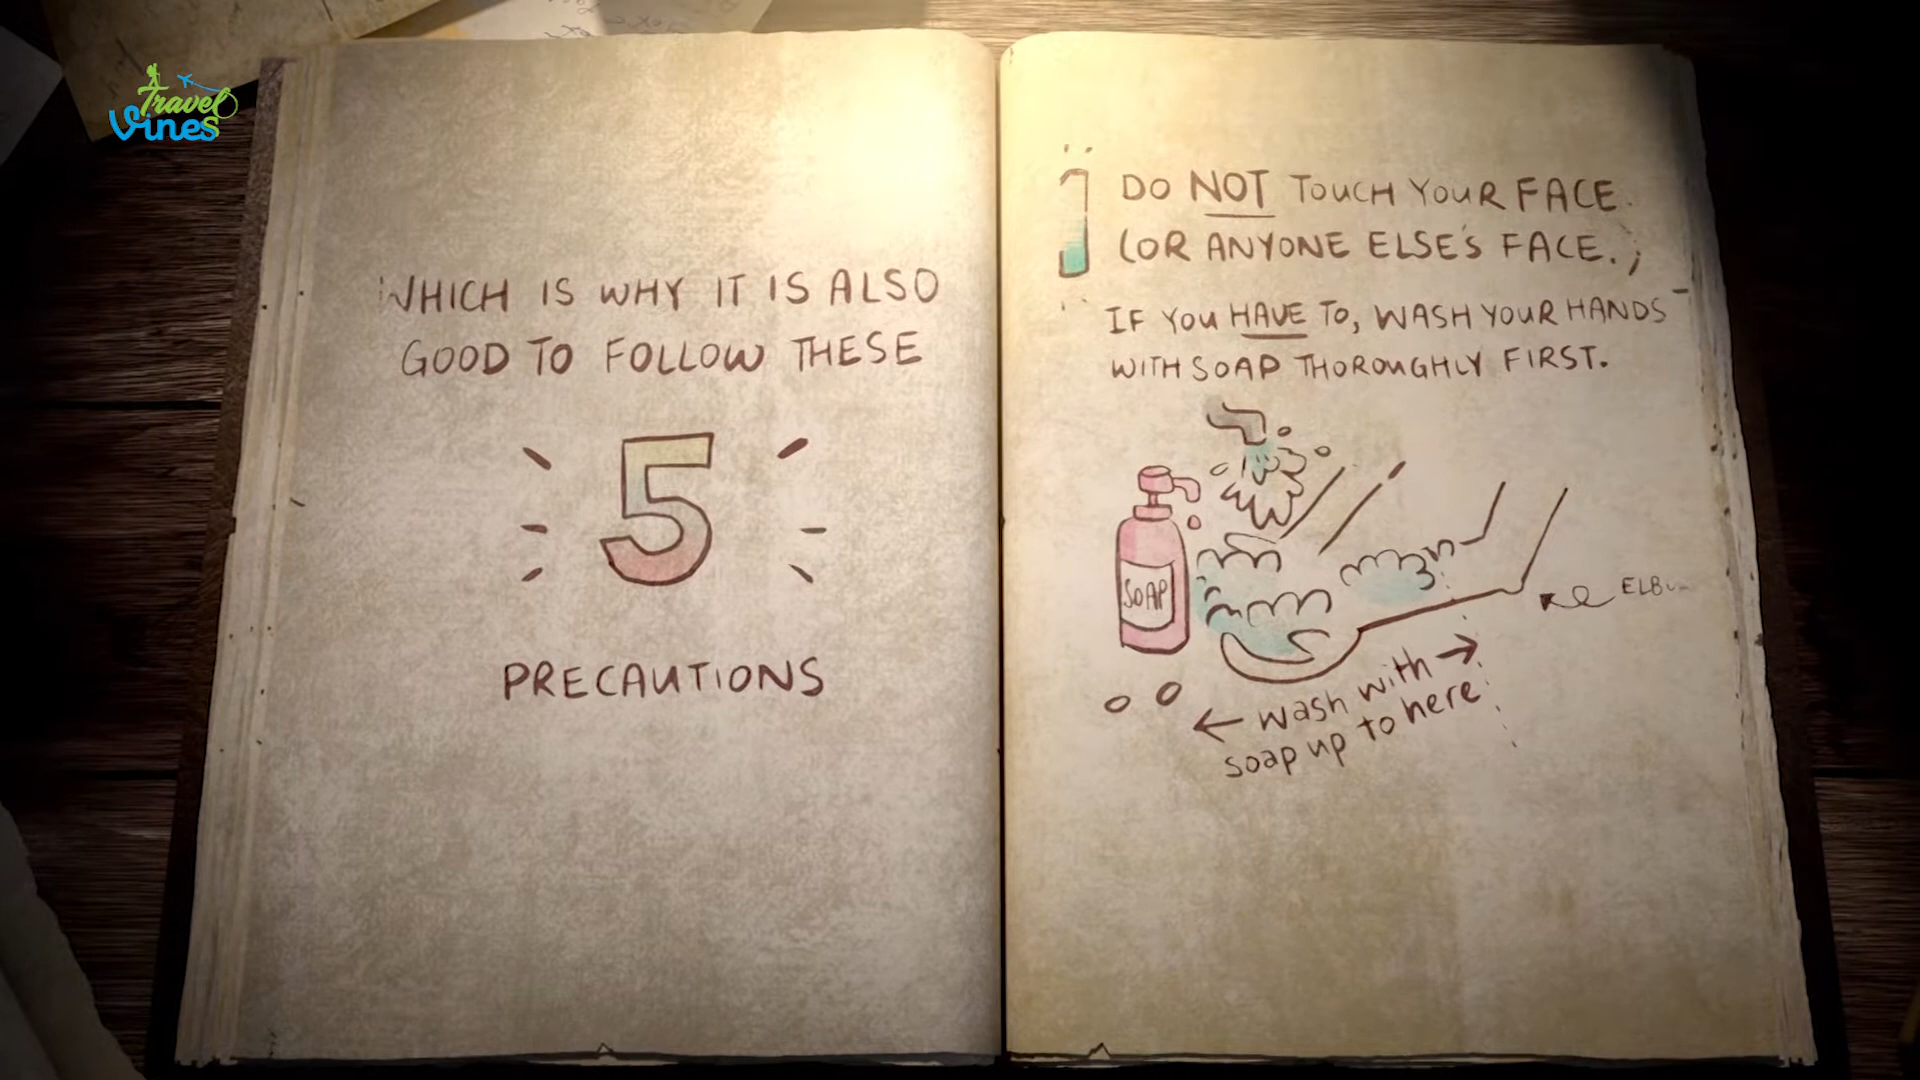 Travel
Vines
WHICH IS WHY IT IS ALSO
GOOD TO FOLLOW THESE
5
PRECAUTIONS
1 DO NOT TOUCH YOUR FACE.
(OR ANYONE ELSE'S FACE.)
IF YOU HAVE TO, WASH YOUR HANDS
WITH SOAP THOROUGHLY FIRST.
SOAP
← wash with →
soap up to here